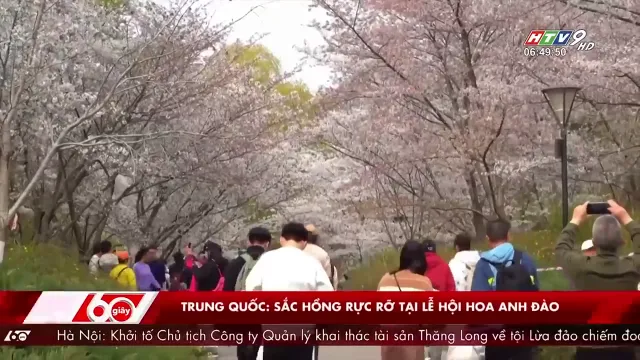 HTV9 HD
06:49:50
60 giây
TRUNG QUỐC: SẮC HỒNG RỰC RỠ TẠI LỄ HỘI HOA ANH ĐÀO
60 giây
Hà Nội: Khởi tố Chủ tịch Công ty Quản lý khai thác tài sản Thăng Long về tội Lừa đảo chiếm đo